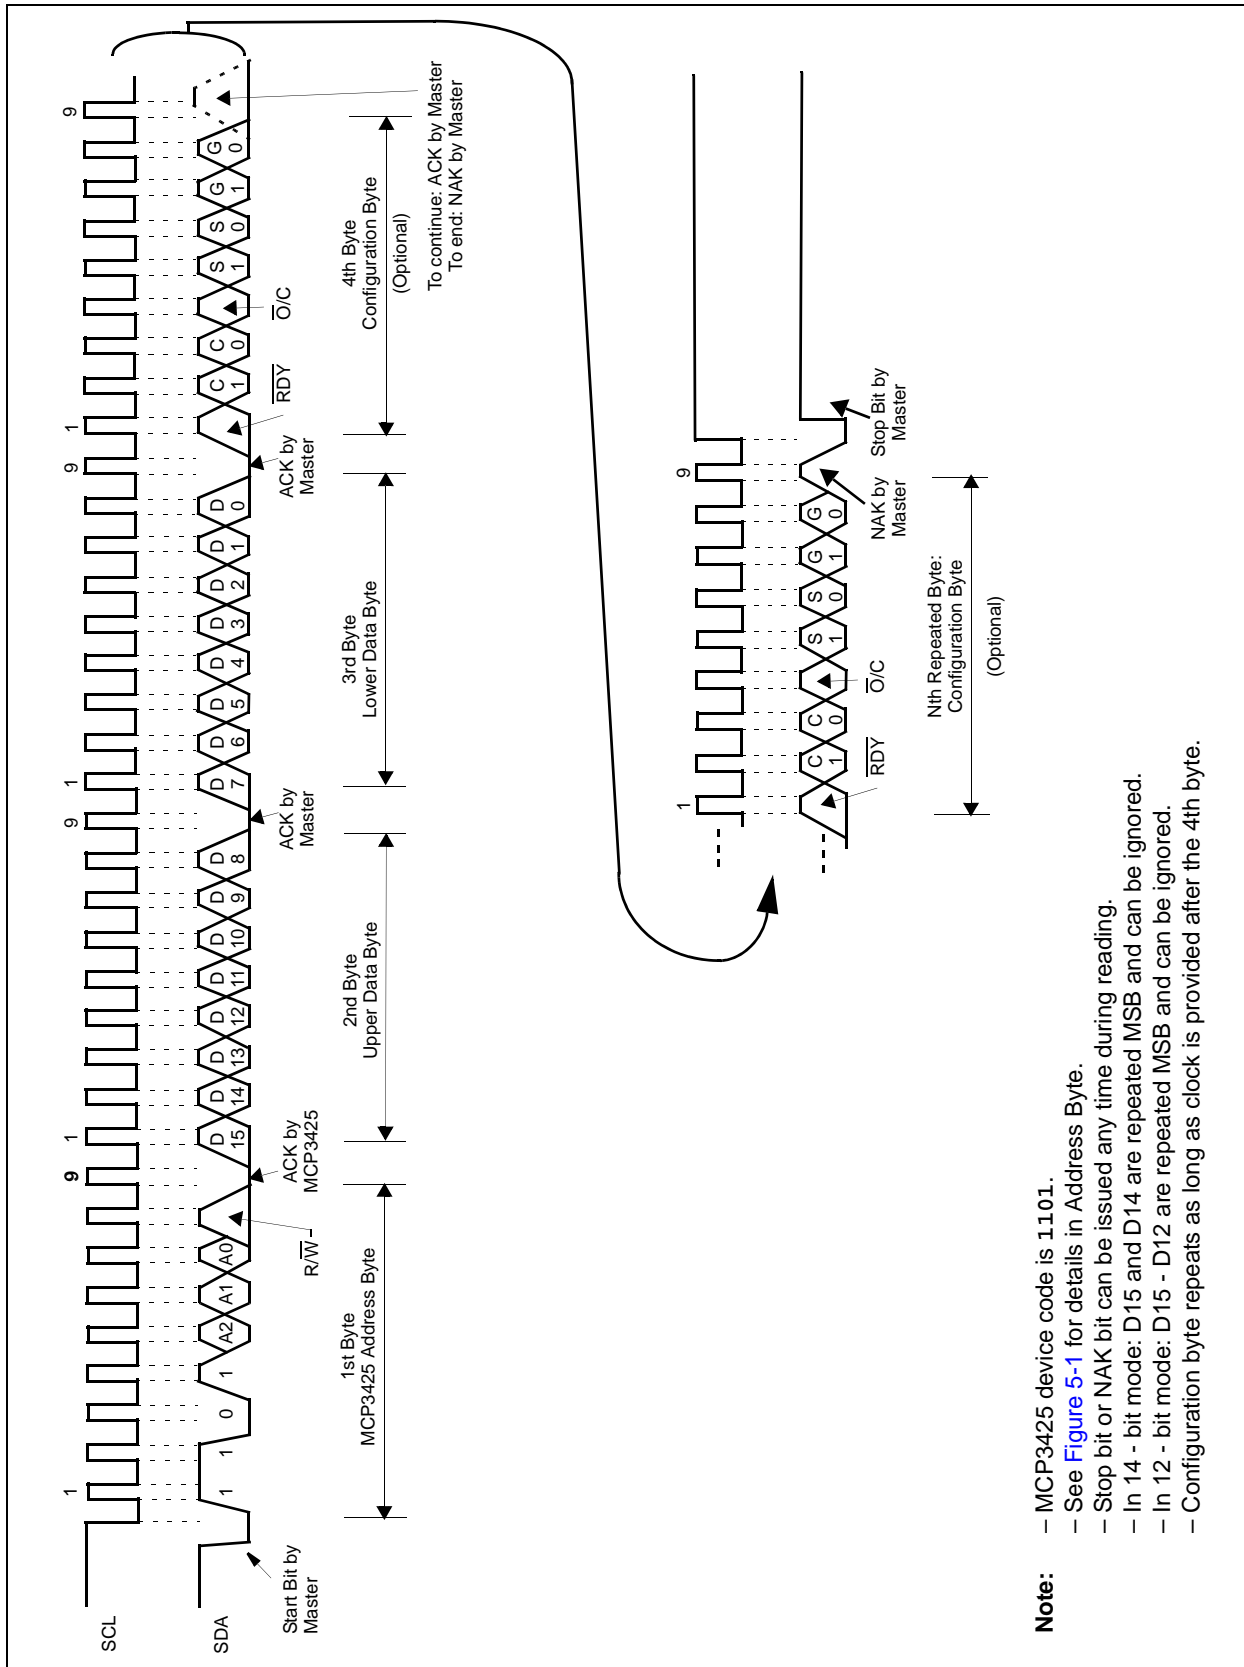 SCL
1
9
1
9
1
9
1
9
SDA
1
1
0
1
A2
A1
A0
D
15
D
14
D
13
D
12
D
11
D
10
D
9
D
8
D
7
D
6
D
5
D
4
D
3
D
2
D
1
D
0
C
1
C
0
S
1
S
0
G
1
G
0
Start Bit by
Master
R/W
ACK by
MCP3425
ACK by
Master
ACK by
Master
RDY
O/C
1st Byte
MCP3425 Address Byte
2nd Byte
Upper Data Byte
3rd Byte
Lower Data Byte
4th Byte
Configuration Byte
(Optional)
To continue: ACK by Master
To end: NAK by Master
1
9
C
1
C
0
S
1
S
0
G
1
G
0
RDY
O/C
NAK by
Master
Stop Bit by
Master
Nth Repeated Byte:
Configuration Byte
(Optional)
Note: – MCP3425 device code is 1101.
– See Figure 5-1 for details in Address Byte.
– Stop bit or NAK bit can be issued any time during reading.
– In 14 - bit mode: D15 and D14 are repeated MSB and can be ignored.
– In 12 - bit mode: D15 - D12 are repeated MSB and can be ignored.
– Configuration byte repeats as long as clock is provided after the 4th byte.